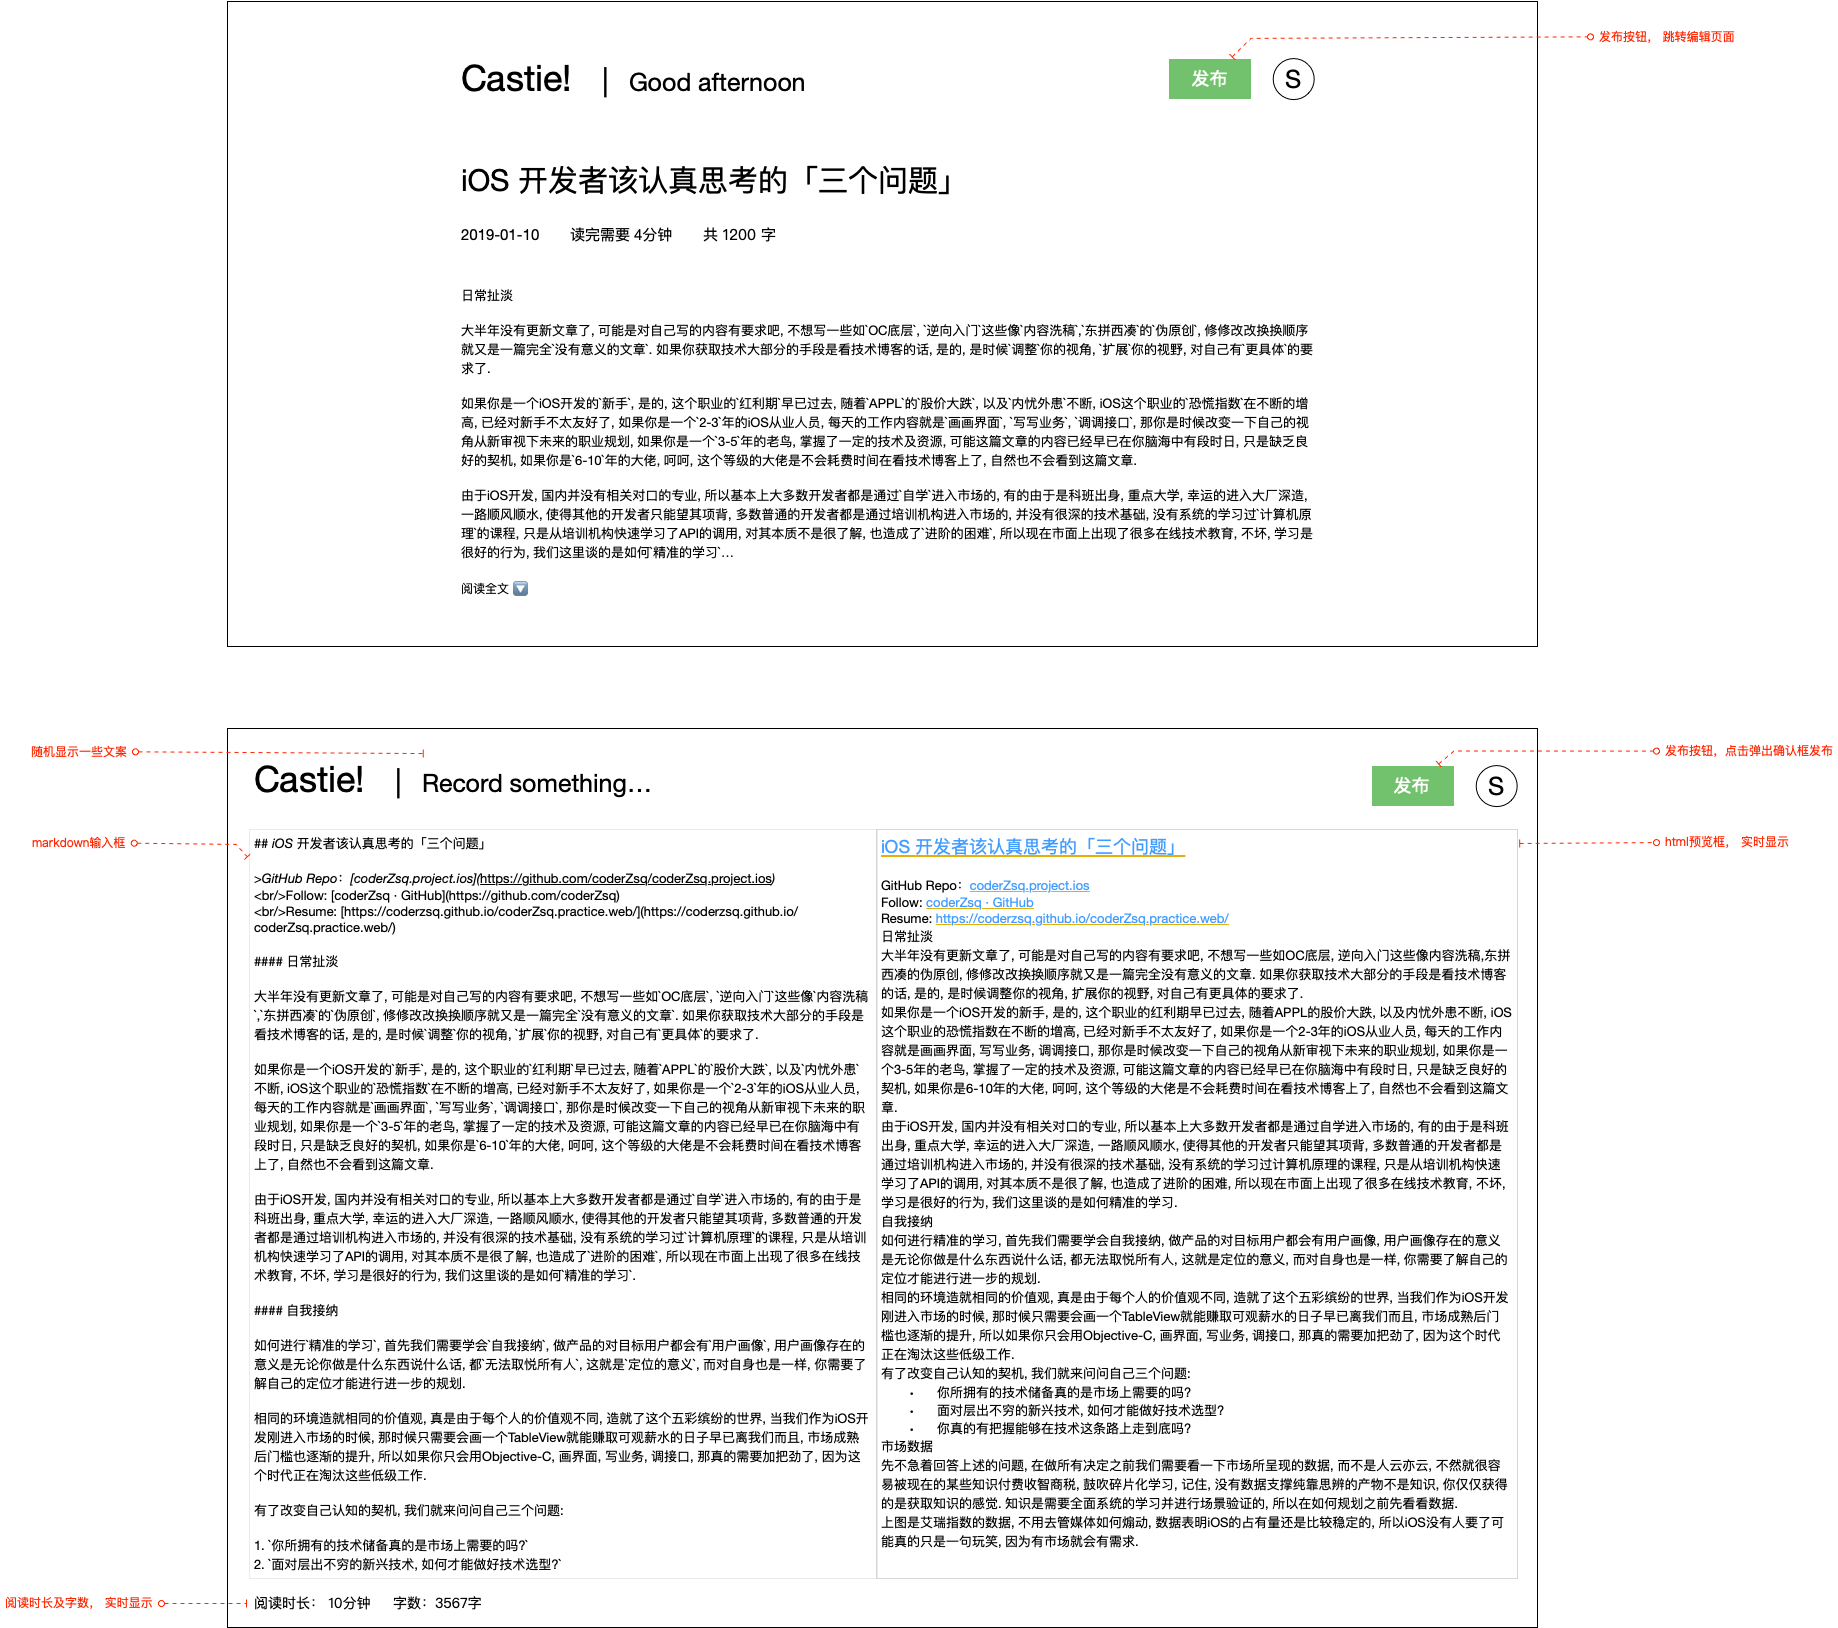 发布按钮， 跳转编辑页面
Castie! | Good afternoon
发布
S
iOS 开发者该认真思考的「三个问题」
2019-01-10 读完需要 4分钟 共 1200 字
日常扯淡
大半年没有更新文章了, 可能是对自己写的内容有要求吧, 不想写一些如`OC底层`, `逆向入门`这些像`内容洗稿`,`东拼西凑`的`伪原创`, 修修改改换换顺序
就又是一篇完全`没有意义的文章`. 如果你获取技术大部分的手段是看技术博客的话, 是的, 是时候`调整`你的视角, `扩展`你的视野, 对自己有`更具体`的要
求了.
如果你是一个iOS开发的`新手`, 是的, 这个职业的`红利期`早已过去, 随着`APPL`的`股价大跌`, 以及`内忧外患`不断, iOS这个职业的`恐慌指数`在不断的增
高, 已经对新手不太友好了, 如果你是一个`2-3`年的iOS从业人员, 每天的工作内容就是`画画界面`, `写写业务`, `调调接口`, 那你是时候改变一下自己的视
角从新审视下未来的职业规划, 如果你是一个`3-5`年的老鸟, 掌握了一定的技术及资源, 可能这篇文章的内容已经早已在你脑海中有段时日, 只是缺乏良
好的契机, 如果你是`6-10`年的大佬, 呵呵, 这个等级的大佬是不会耗费时间在看技术博客上了, 自然也不会看到这篇文章.
由于iOS开发, 国内并没有相关对口的专业, 所以基本上大多数开发者都是通过`自学`进入市场的, 有的由于是科班出身, 重点大学, 幸运的进入大厂深造,
一路顺风顺水, 使得其他的开发者只能望其项背, 多数普通的开发者都是通过培训机构进入市场的, 并没有很深的技术基础, 没有系统的学习过`计算机原
理`的课程, 只是从培训机构快速学习了API的调用, 对其本质不是很了解, 也造成了`进阶的困难`, 所以现在市面上出现了很多在线技术教育, 不坏, 学习是
很好的行为, 我们这里谈的是如何`精准的学习`...
阅读全文
随机显示一些文案
发布按钮，点击弹出确认框发布
Castie! | Record something...
发布
S
markdown输入框
html预览框， 实时显示
## iOS 开发者该认真思考的「三个问题」
>GitHub Repo：[coderZsq.project.ios](https://github.com/coderZsq/coderZsq.project.ios)
<br/>Follow: [coderZsq · GitHub](https://github.com/coderZsq)
<br/>Resume: [https://coderzsq.github.io/coderZsq.practice.web/](https://coderzsq.github.io/
coderZsq.practice.web/)
#### 日常扯淡
大半年没有更新文章了, 可能是对自己写的内容有要求吧, 不想写一些如`OC底层`, `逆向入门`这些像`内容洗稿
`,`东拼西凑`的`伪原创`, 修修改改换换顺序就又是一篇完全`没有意义的文章`. 如果你获取技术大部分的手段是
看技术博客的话, 是的, 是时候`调整`你的视角, `扩展`你的视野, 对自己有`更具体`的要求了.
如果你是一个iOS开发的`新手`, 是的, 这个职业的`红利期`早已过去, 随着`APPL`的`股价大跌`, 以及`内忧外患`
不断, iOS这个职业的`恐慌指数`在不断的增高, 已经对新手不太友好了, 如果你是一个`2-3`年的iOS从业人员,
每天的工作内容就是`画画界面`, `写写业务`, `调调接口`, 那你是时候改变一下自己的视角从新审视下未来的职
业规划, 如果你是一个`3-5`年的老鸟, 掌握了一定的技术及资源, 可能这篇文章的内容已经早已在你脑海中有
段时日, 只是缺乏良好的契机, 如果你是`6-10`年的大佬, 呵呵, 这个等级的大佬是不会耗费时间在看技术博客
上了, 自然也不会看到这篇文章.
由于iOS开发, 国内并没有相关对口的专业, 所以基本上大多数开发者都是通过`自学`进入市场的, 有的由于是
科班出身, 重点大学, 幸运的进入大厂深造, 一路顺风顺水, 使得其他的开发者只能望其项背, 多数普通的开发
者都是通过培训机构进入市场的, 并没有很深的技术基础, 没有系统的学习过`计算机原理`的课程, 只是从培训
机构快速学习了API的调用, 对其本质不是很了解, 也造成了`进阶的困难`, 所以现在市面上出现了很多在线技
术教育, 不坏, 学习是很好的行为, 我们这里谈的是如何`精准的学习`.
#### 自我接纳
如何进行`精准的学习`, 首先我们需要学会`自我接纳`, 做产品的对目标用户都会有`用户画像`, 用户画像存在的
意义是无论你做是什么东西说什么话, 都`无法取悦所有人`, 这就是`定位的意义`, 而对自身也是一样, 你需要了
解自己的定位才能进行进一步的规划.
相同的环境造就相同的价值观, 真是由于每个人的价值观不同, 造就了这个五彩缤纷的世界, 当我们作为iOS开
发刚进入市场的时候, 那时候只需要会画一个TableView就能赚取可观薪水的日子早已离我们而且, 市场成熟
后门槛也逐渐的提升, 所以如果你只会用Objective-C, 画界面, 写业务, 调接口, 那真的需要加把劲了, 因为这
个时代正在淘汰这些低级工作.
有了改变自己认知的契机, 我们就来问问自己三个问题:
1. `你所拥有的技术储备真的是市场上需要的吗?`
2. `面对层出不穷的新兴技术, 如何才能做好技术选型?`
iOS 开发者该认真思考的「三个问题」
GitHub Repo：coderZsq.project.ios
Follow: coderZsq · GitHub
Resume: https://coderzsq.github.io/coderZsq.practice.web/
日常扯淡
大半年没有更新文章了, 可能是对自己写的内容有要求吧, 不想写一些如OC底层, 逆向入门这些像内容洗稿,东拼
西凑的伪原创, 修修改改换换顺序就又是一篇完全没有意义的文章. 如果你获取技术大部分的手段是看技术博客
的话, 是的, 是时候调整你的视角, 扩展你的视野, 对自己有更具体的要求了.
如果你是一个iOS开发的新手, 是的, 这个职业的红利期早已过去, 随着APPL的股价大跌, 以及内忧外患不断, iOS
这个职业的恐慌指数在不断的增高, 已经对新手不太友好了, 如果你是一个2-3年的iOS从业人员, 每天的工作内
容就是画画界面, 写写业务, 调调接口, 那你是时候改变一下自己的视角从新审视下未来的职业规划, 如果你是一
个3-5年的老鸟, 掌握了一定的技术及资源, 可能这篇文章的内容已经早已在你脑海中有段时日, 只是缺乏良好的
契机, 如果你是6-10年的大佬, 呵呵, 这个等级的大佬是不会耗费时间在看技术博客上了, 自然也不会看到这篇文
章.
由于iOS开发, 国内并没有相关对口的专业, 所以基本上大多数开发者都是通过自学进入市场的, 有的由于是科班
出身, 重点大学, 幸运的进入大厂深造, 一路顺风顺水, 使得其他的开发者只能望其项背, 多数普通的开发者都是
通过培训机构进入市场的, 并没有很深的技术基础, 没有系统的学习过计算机原理的课程, 只是从培训机构快速
学习了API的调用, 对其本质不是很了解, 也造成了进阶的困难, 所以现在市面上出现了很多在线技术教育, 不坏,
学习是很好的行为, 我们这里谈的是如何精准的学习.
自我接纳
如何进行精准的学习, 首先我们需要学会自我接纳, 做产品的对目标用户都会有用户画像, 用户画像存在的意义
是无论你做是什么东西说什么话, 都无法取悦所有人, 这就是定位的意义, 而对自身也是一样, 你需要了解自己的
定位才能进行进一步的规划.
相同的环境造就相同的价值观, 真是由于每个人的价值观不同, 造就了这个五彩缤纷的世界, 当我们作为iOS开发
刚进入市场的时候, 那时候只需要会画一个TableView就能赚取可观薪水的日子早已离我们而且, 市场成熟后门
槛也逐渐的提升, 所以如果你只会用Objective-C, 画界面, 写业务, 调接口, 那真的需要加把劲了, 因为这个时代
正在淘汰这些低级工作.
有了改变自己认知的契机, 我们就来问问自己三个问题:
• 你所拥有的技术储备真的是市场上需要的吗?
• 面对层出不穷的新兴技术, 如何才能做好技术选型?
• 你真的有把握能够在技术这条路上走到底吗?
市场数据
先不急着回答上述的问题, 在做所有决定之前我们需要看一下市场所呈现的数据, 而不是人云亦云, 不然就很容
易被现在的某些知识付费收智商税, 鼓吹碎片化学习, 记住, 没有数据支撑纯靠思辨的产物不是知识, 你仅仅获得
的是获取知识的感觉. 知识是需要全面系统的学习并进行场景验证的, 所以在如何规划之前先看看数据.
上图是艾瑞指数的数据, 不用去管媒体如何煽动, 数据表明iOS的占有量还是比较稳定的, 所以iOS没有人要了可
能真的只是一句玩笑, 因为有市场就会有需求.
阅读时长及字数， 实时显示
阅读时长： 10分钟 字数：3567字